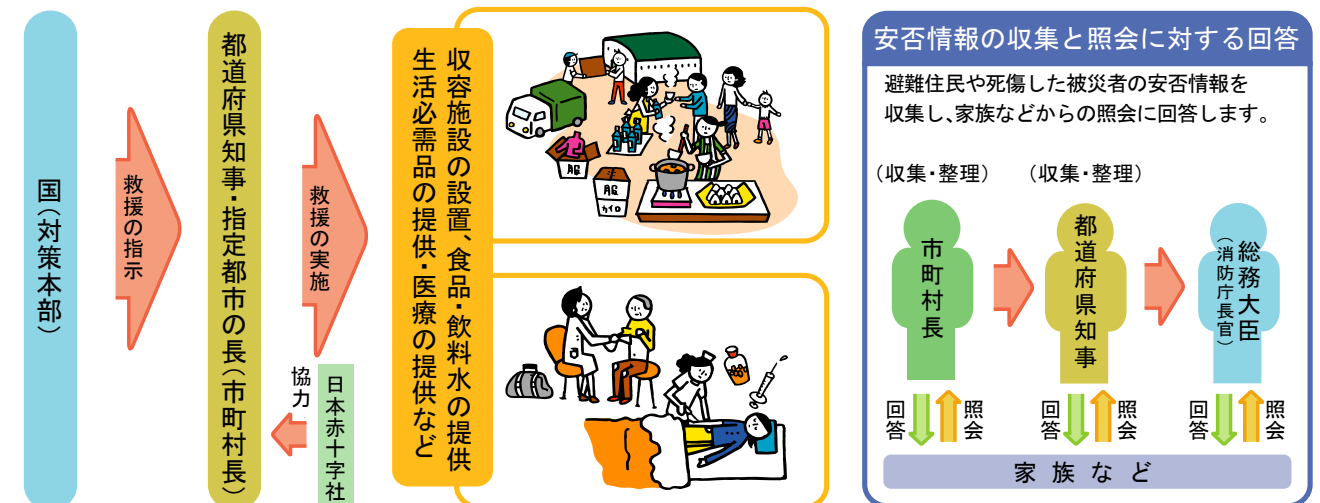 国（対策本部）
救援の指示
都道府県知事・指定都市の長（市町村長）
救援の実施
協力
日本赤十字社
収容施設の設置、食品・飲料水の提供
生活必需品の提供・医療の提供など
服
服
カイロ
安否情報の収集と照会に対する回答
避難住民や死傷した被災者の安否情報を
収集し、家族などからの照会に回答します。
（収集・整理）
（収集・整理）
市町村長
都道府県知事
総務大臣
（消防庁長官）
回答
照会
回答
照会
回答
照会
家族など